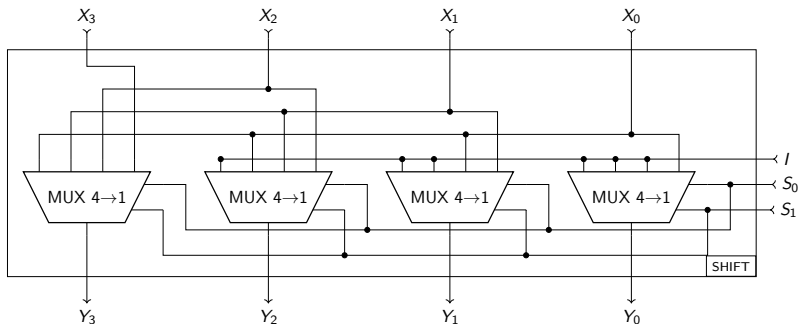 X₃ X₂ X₁ X₀
I
MUX 4→1 MUX 4→1 MUX 4→1 MUX 4→1
S₀
S₁
SHIFT
Y₃ Y₂ Y₁ Y₀